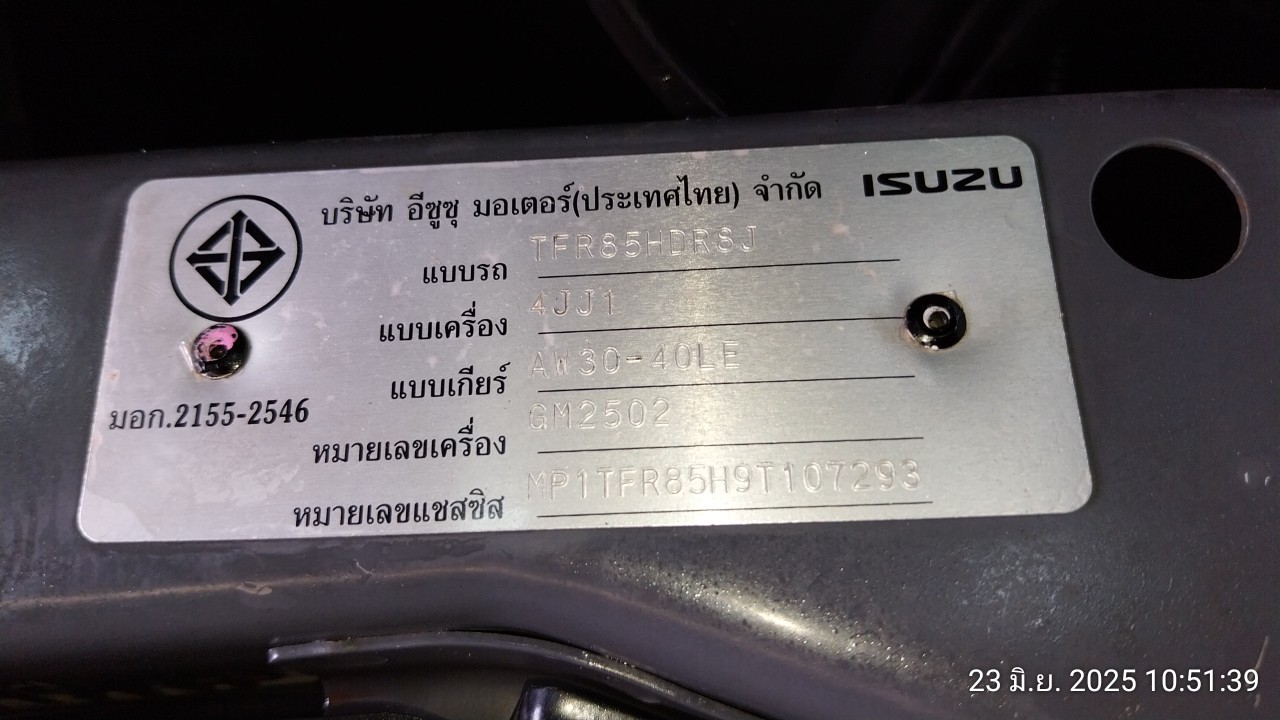 บริษัท อีซูซุ มอเตอร์(ประเทศไทย) จำกัด ISUZU
แบบรถ TFR85HDRSJ
แบบเครื่อง 4JJ1
แบบเกียร์ AW30-40LE
มอก.2155-2546
หมายเลขเครื่อง GM2502
หมายเลขแชสซิส MP1TFR85H9T107293
23 มิ.ย. 2025 10:51:39